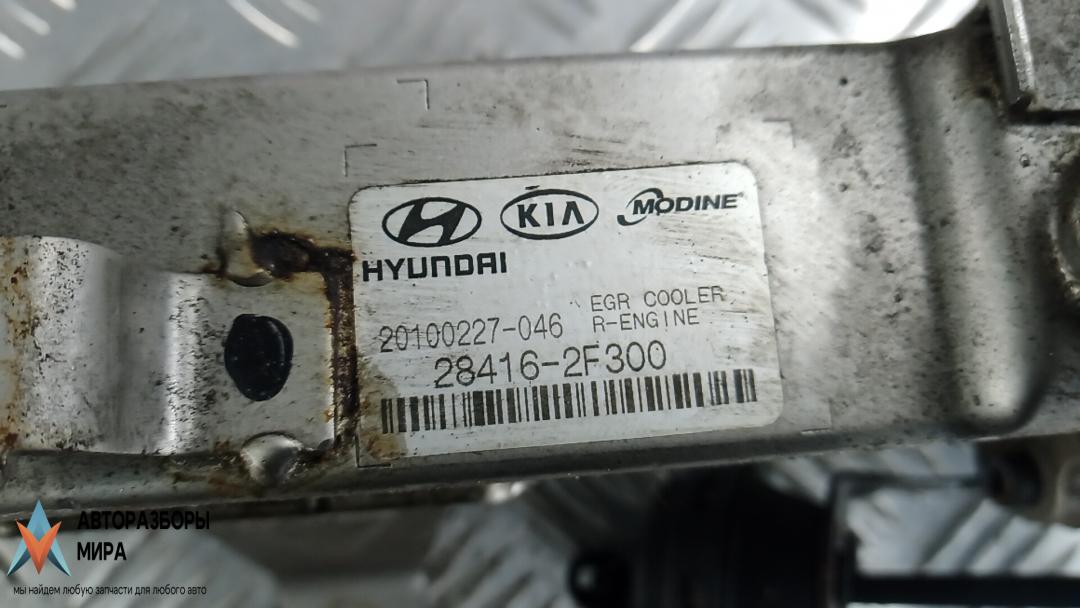 KIA
MODINE
HYUNDAI
EGR COOLER
20100227-046 R-ENGINE
28416-2F300
АВТОРАЗБОРЫ
МИРА
мы найдем любую запчасти для любого авто